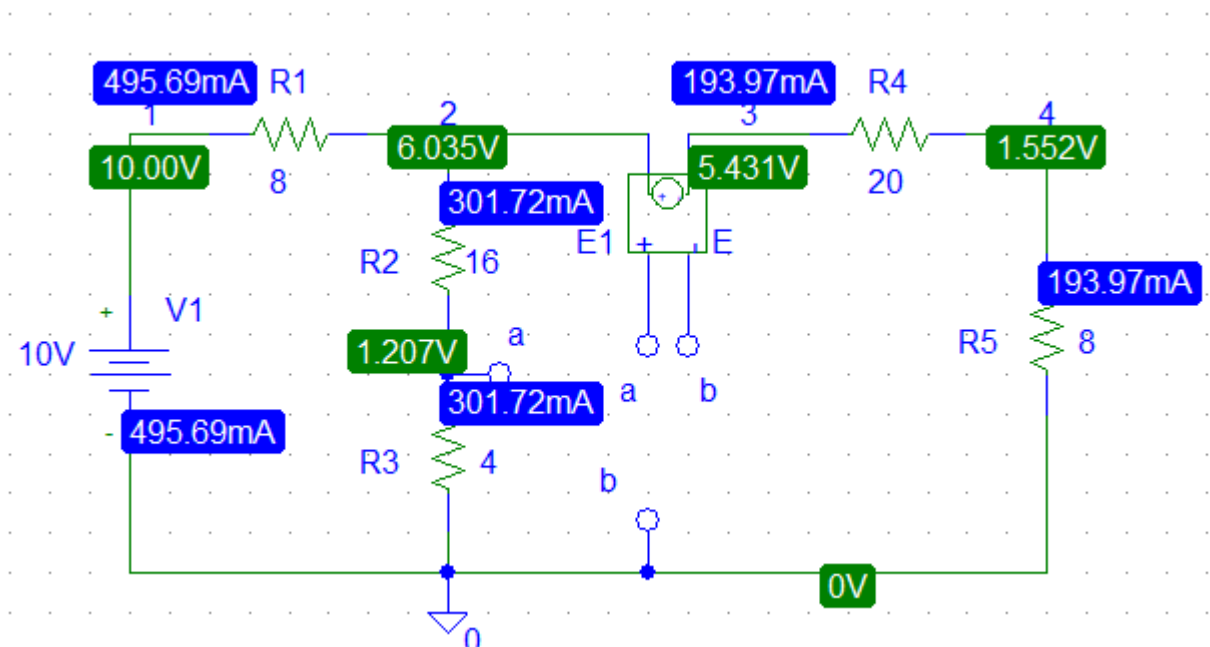 495.69mA R1
193.97mA R4
1 2 3 4
10.00V 6.035V 5.431V 1.552V
8 20
301.72mA
E1 + - E
R2 16
+ V1
193.97mA
10V
1.207V a
R5 8
301.72mA a b
- 495.69mA
R3 4
b
0V
0